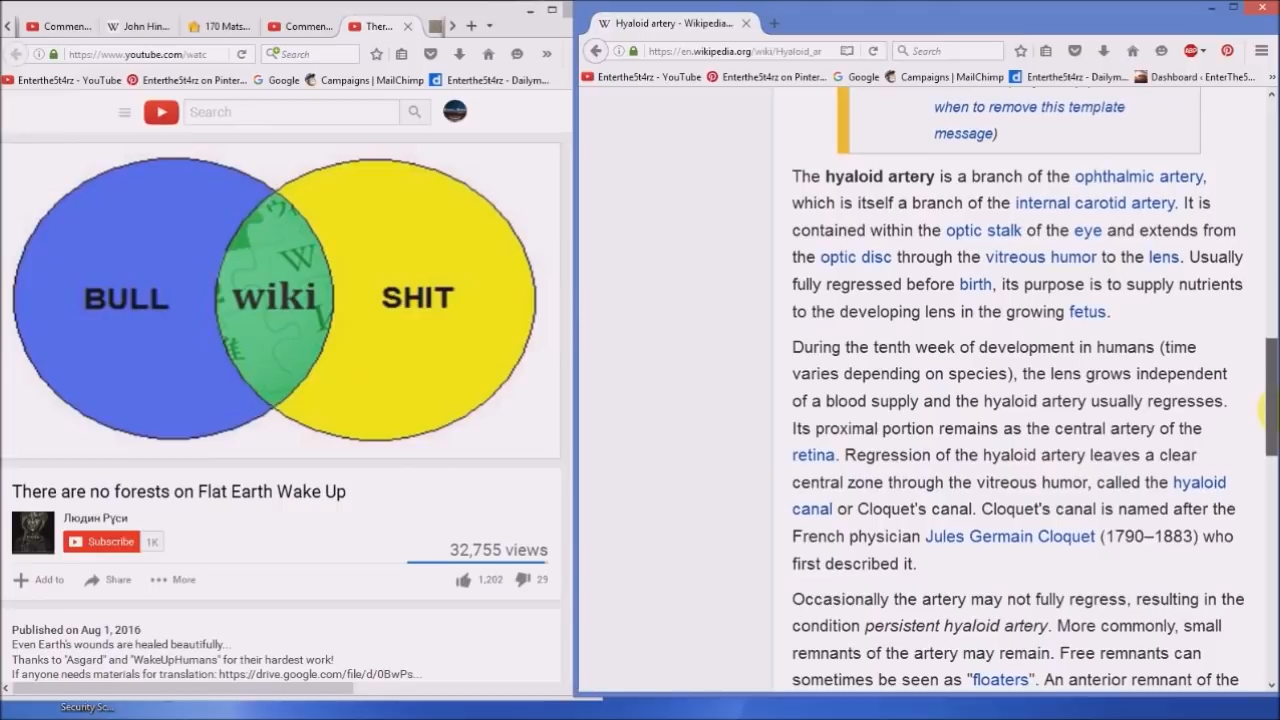 Commen...
John Hin...
170 Mats...
Commen...
Ther...
https://www.youtube.com/watc
Search
Enterthe5t4rz - YouTube
Enterthe5t4rz on Pinter...
Google
Campaigns | MailChimp
Enterthe5t4rz - Dailym...
Search
BULL
wiki
SHIT
W
There are no forests on Flat Earth Wake Up
Людин Руси
Subscribe
1K
32,755 views
Add to
Share
More
1,202
29
Published on Aug 1, 2016
Even Earth's wounds are healed beautifully...
Thanks to "Asgard" and "WakeUpHumans" for their hardest work!
If anyone needs materials for translation: https://drive.google.com/file/d/0BwPs...
Security Sc...
Hyaloid artery - Wikipedia...
https://en.wikipedia.org/wiki/Hyaloid_ar
Search
ABP
Enterthe5t4rz - YouTube
Enterthe5t4rz on Pinter...
Google
Campaigns | MailChimp
Enterthe5t4rz - Dailym...
Dashboard ‹ EnterThe5...
when to remove this template
message)
The hyaloid artery is a branch of the ophthalmic artery,
which is itself a branch of the internal carotid artery. It is
contained within the optic stalk of the eye and extends from
the optic disc through the vitreous humor to the lens. Usually
fully regressed before birth, its purpose is to supply nutrients
to the developing lens in the growing fetus.
During the tenth week of development in humans (time
varies depending on species), the lens grows independent
of a blood supply and the hyaloid artery usually regresses.
Its proximal portion remains as the central artery of the
retina. Regression of the hyaloid artery leaves a clear
central zone through the vitreous humor, called the hyaloid
canal or Cloquet's canal. Cloquet's canal is named after the
French physician Jules Germain Cloquet (1790–1883) who
first described it.
Occasionally the artery may not fully regress, resulting in the
condition persistent hyaloid artery. More commonly, small
remnants of the artery may remain. Free remnants can
sometimes be seen as "floaters". An anterior remnant of the